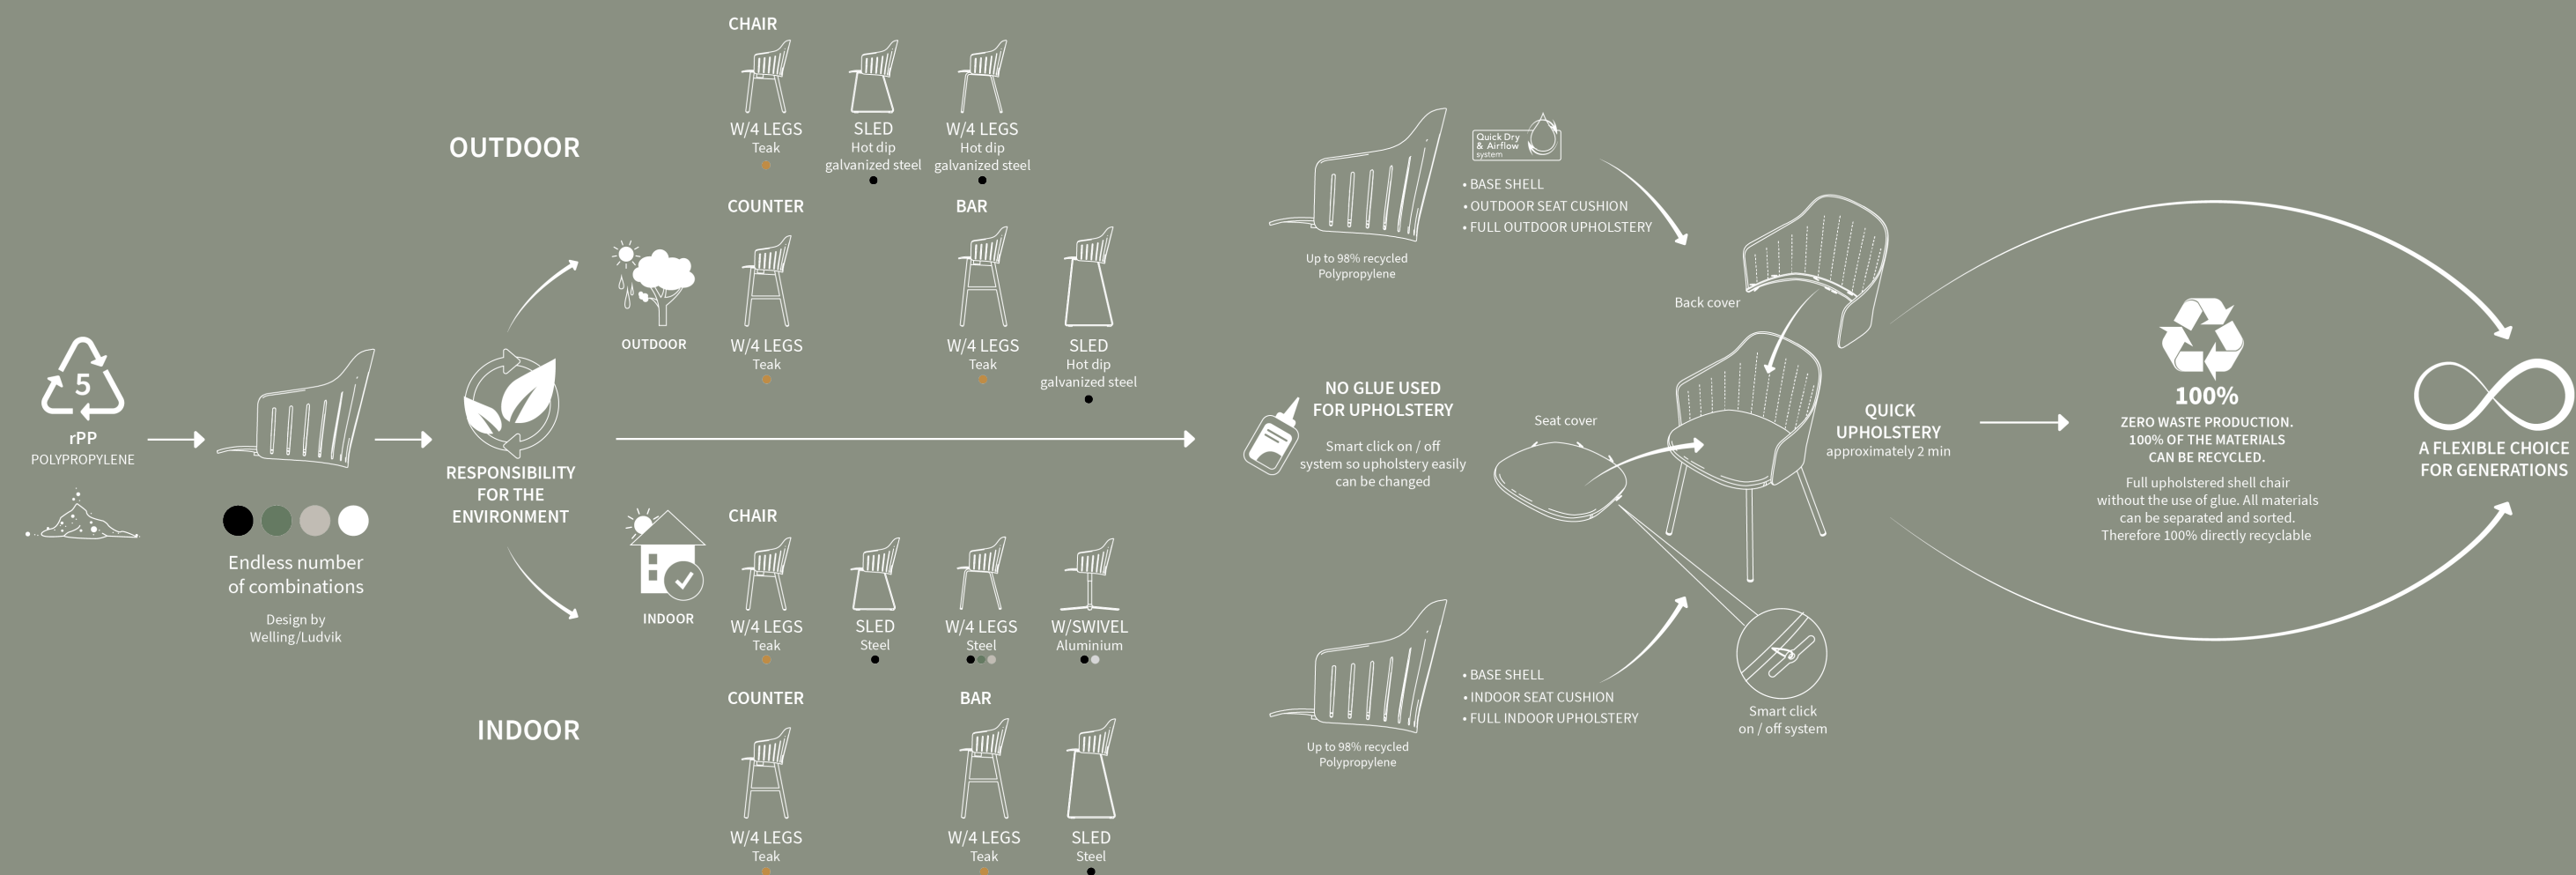 5
rPP
POLYPROPYLENE
Endless number
of combinations
Design by
Welling/Ludvik
RESPONSIBILITY
FOR THE
ENVIRONMENT
OUTDOOR
OUTDOOR
CHAIR
W/4 LEGS
Teak
SLED
Hot dip
galvanized steel
W/4 LEGS
Hot dip
galvanized steel
COUNTER
W/4 LEGS
Teak
BAR
W/4 LEGS
Teak
SLED
Hot dip
galvanized steel
INDOOR
INDOOR
CHAIR
W/4 LEGS
Teak
SLED
Steel
W/4 LEGS
Steel
W/SWIVEL
Aluminium
COUNTER
W/4 LEGS
Teak
BAR
W/4 LEGS
Teak
SLED
Steel
Up to 98% recycled
Polypropylene
Quick Dry
& Airflow
system
• BASE SHELL
• OUTDOOR SEAT CUSHION
• FULL OUTDOOR UPHOLSTERY
NO GLUE USED
FOR UPHOLSTERY
Smart click on / off
system so upholstery easily
can be changed
Back cover
Seat cover
Up to 98% recycled
Polypropylene
• BASE SHELL
• INDOOR SEAT CUSHION
• FULL INDOOR UPHOLSTERY
Smart click
on / off system
QUICK
UPHOLSTERY
approximately 2 min
100%
ZERO WASTE PRODUCTION.
100% OF THE MATERIALS
CAN BE RECYCLED.
Full upholstered shell chair
without the use of glue. All materials
can be separated and sorted.
Therefore 100% directly recyclable
A FLEXIBLE CHOICE
FOR GENERATIONS